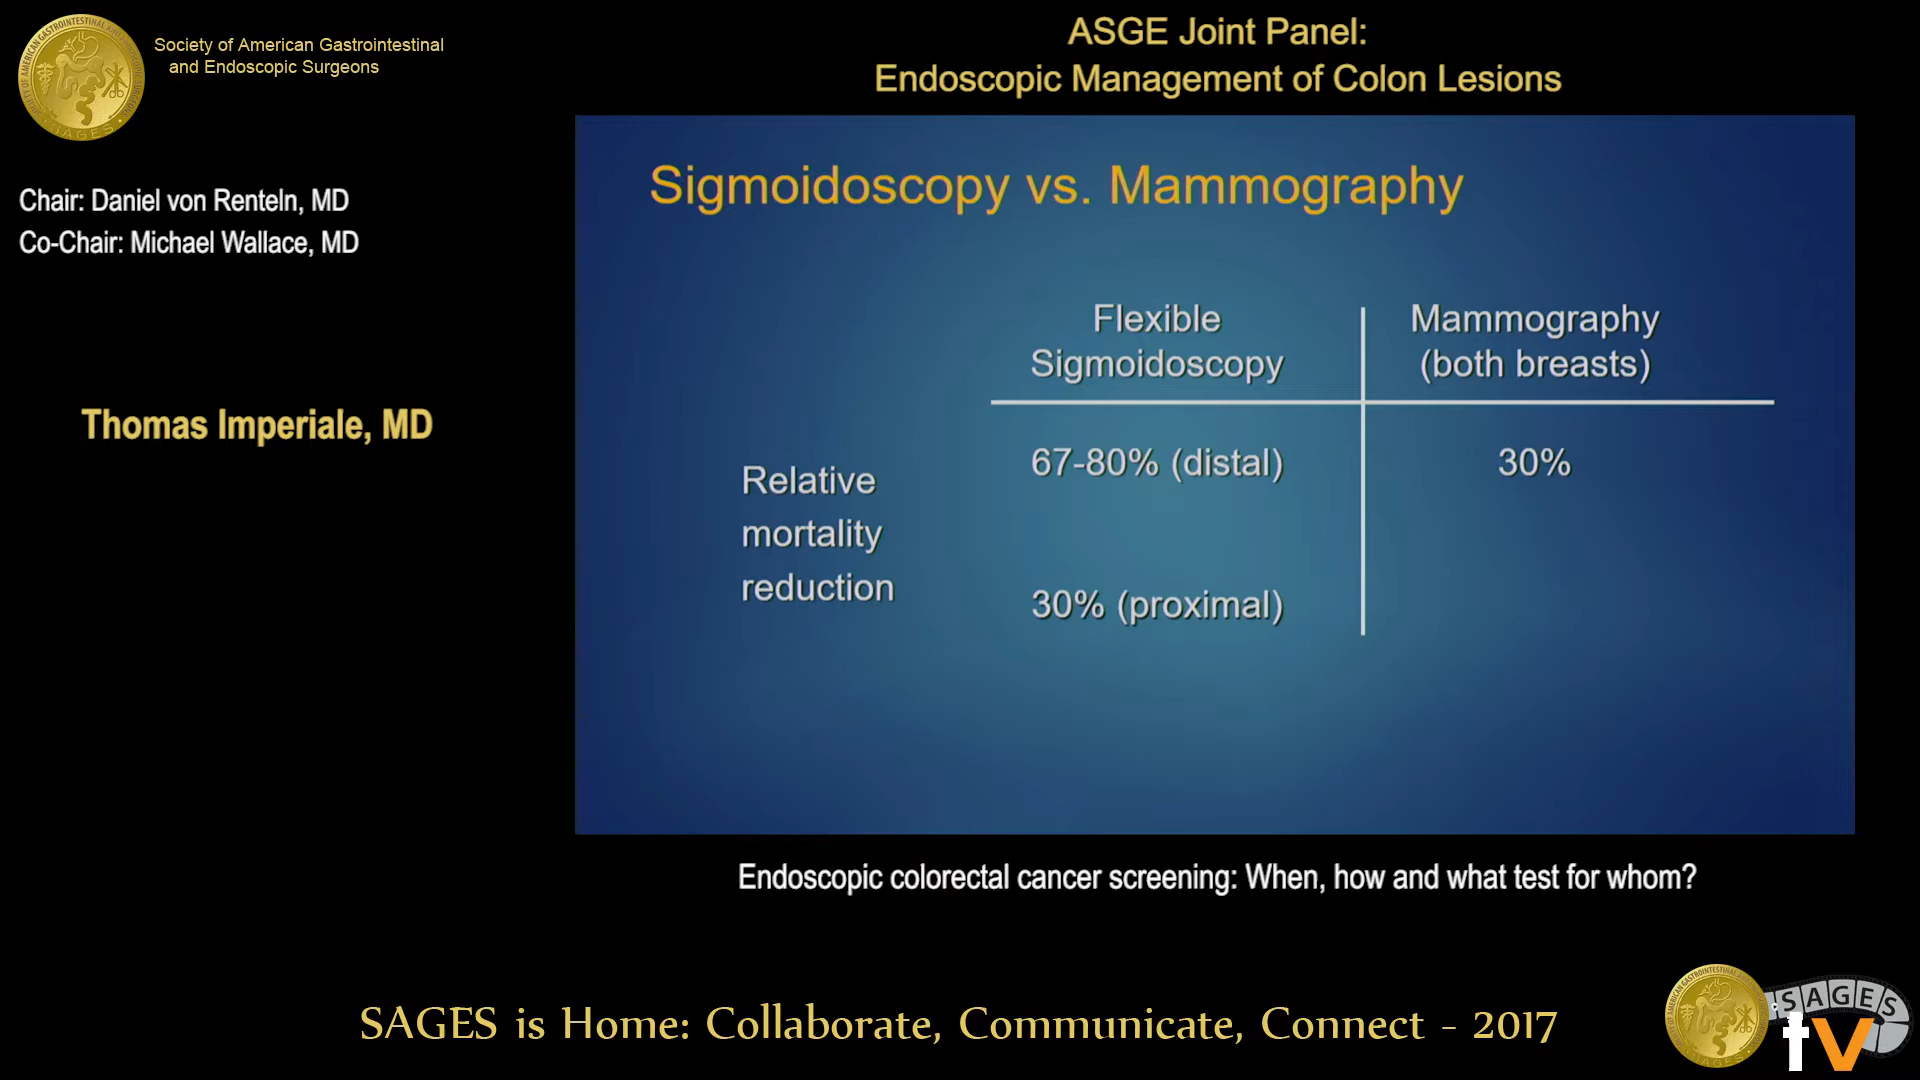 Society of American Gastrointestinal
and Endoscopic Surgeons
ASGE Joint Panel:
Endoscopic Management of Colon Lesions
Chair: Daniel von Renteln, MD
Co-Chair: Michael Wallace, MD
Thomas Imperiale, MD
Sigmoidoscopy vs. Mammography
Flexible
Sigmoidoscopy
Mammography
(both breasts)
Relative
mortality
reduction
67-80% (distal)
30%
30% (proximal)
Endoscopic colorectal cancer screening: When, how and what test for whom?
SAGES is Home: Collaborate, Communicate, Connect - 2017
SAGES
tv